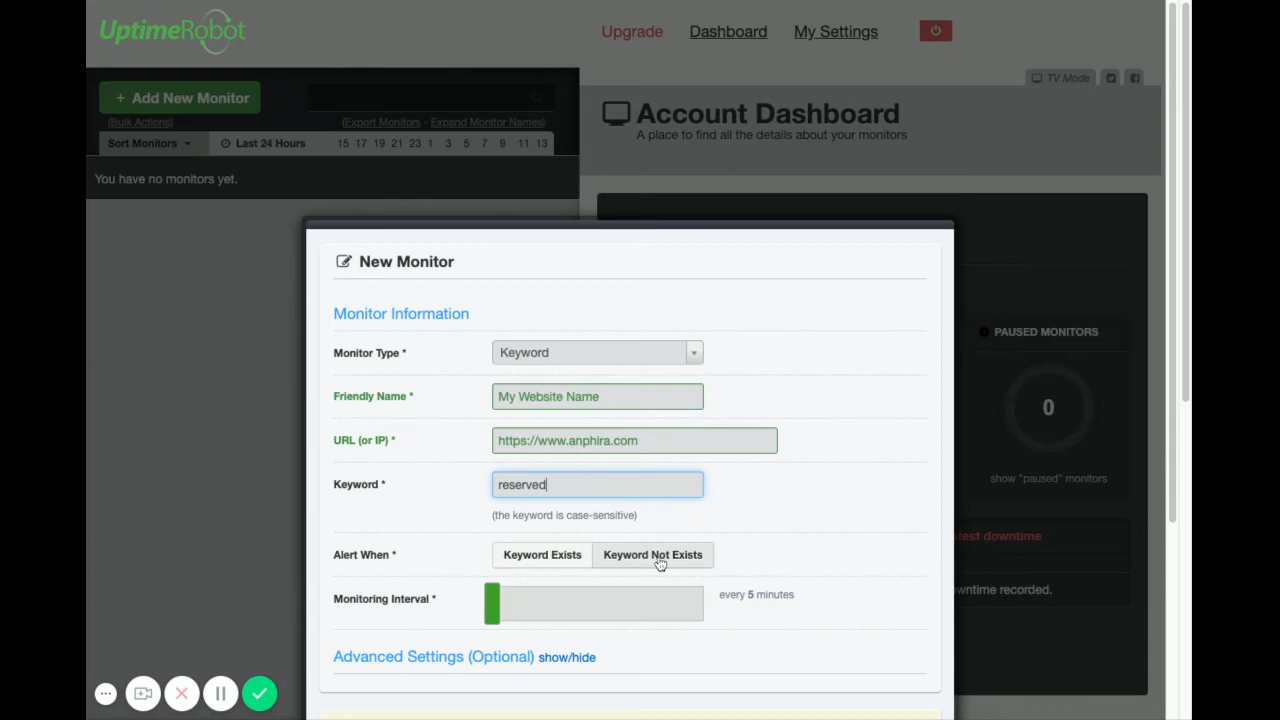 UptimeRobot
Upgrade Dashboard My Settings
+ Add New Monitor
(Bulk Actions) (Export Monitors - Expand Monitor Names)
Sort Monitors Last 24 Hours 15 17 19 21 23 1 3 5 7 9 11 13
You have no monitors yet.
TV Mode
Account Dashboard
A place to find all the details about your monitors
New Monitor
Monitor Information
Monitor Type * Keyword
Friendly Name * My Website Name
URL (or IP) * https://www.anphira.com
Keyword * reserved
(the keyword is case-sensitive)
Alert When * Keyword Exists Keyword Not Exists
Monitoring Interval * every 5 minutes
Advanced Settings (Optional) show/hide
PAUSED MONITORS
0
show "paused" monitors
downtime
recorded.